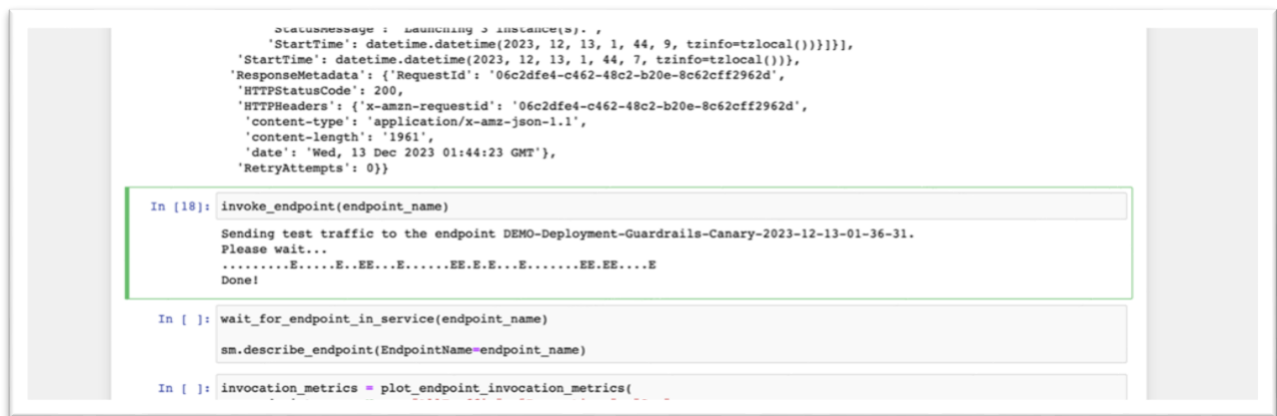 StatusMessage': 'Launching 3 instance(s).',
'StartTime': datetime.datetime(2023, 12, 13, 1, 44, 9, tzinfo=tzlocal())}]}],
'StartTime': datetime.datetime(2023, 12, 13, 1, 44, 7, tzinfo=tzlocal())},
'ResponseMetadata': {'RequestId': '06c2dfe4-c462-48c2-b20e-8c62cff2962d',
'HTTPStatusCode': 200,
'HTTPHeaders': {'x-amzn-requestid': '06c2dfe4-c462-48c2-b20e-8c62cff2962d',
'content-type': 'application/x-amz-json-1.1',
'content-length': '1961',
'date': 'Wed, 13 Dec 2023 01:44:23 GMT'},
'RetryAttempts': 0}}
In [18]: invoke_endpoint(endpoint_name)
Sending test traffic to the endpoint DEMO-Deployment-Guardrails-Canary-2023-12-13-01-36-31.
Please wait...
.........E.....E..EE...E......EE.E.E...E.......EE.EE....E
Done!
In [ ]: wait_for_endpoint_in_service(endpoint_name)
sm.describe_endpoint(EndpointName=endpoint_name)
In [ ]: invocation_metrics = plot_endpoint_invocation_metrics(